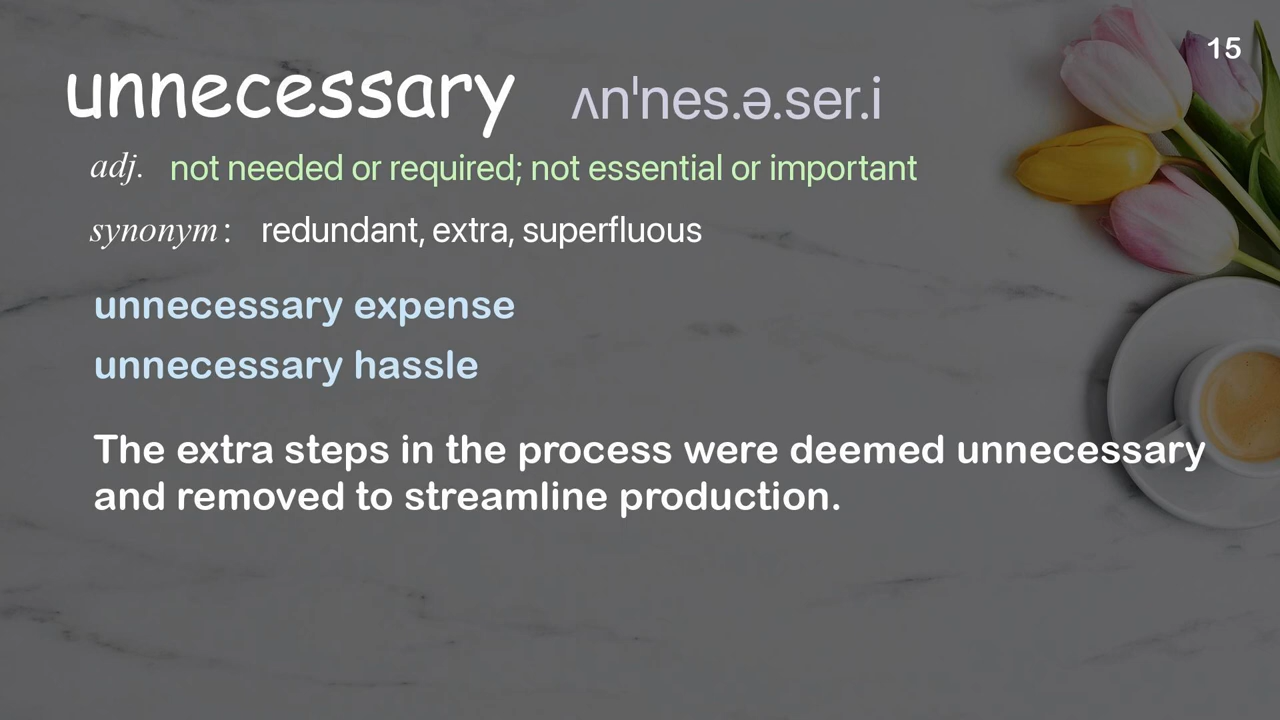 15
unnecessary ʌnˈnes.ə.ser.i
adj. not needed or required; not essential or important
synonym: redundant, extra, superfluous
unnecessary expense
unnecessary hassle
The extra steps in the process were deemed unnecessary
and removed to streamline production.